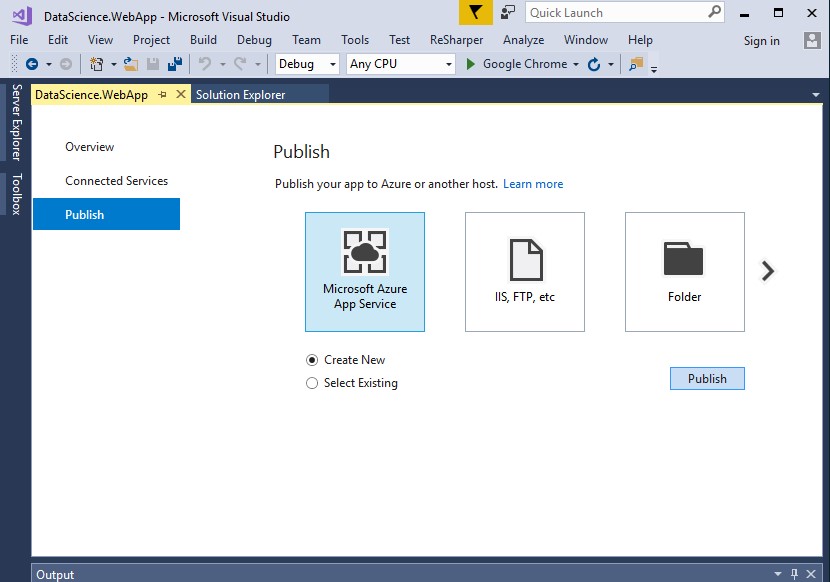 DataScience.WebApp - Microsoft Visual Studio
Quick Launch
File Edit View Project Build Debug Team Tools Test ReSharper Analyze Window Help Sign in
Debug Any CPU Google Chrome
Server Explorer
Toolbox
DataScience.WebApp Solution Explorer
Overview
Connected Services
Publish
Publish
Publish your app to Azure or another host. Learn more
Microsoft Azure
App Service
IIS, FTP, etc
Folder
Create New
Select Existing
Publish
Output